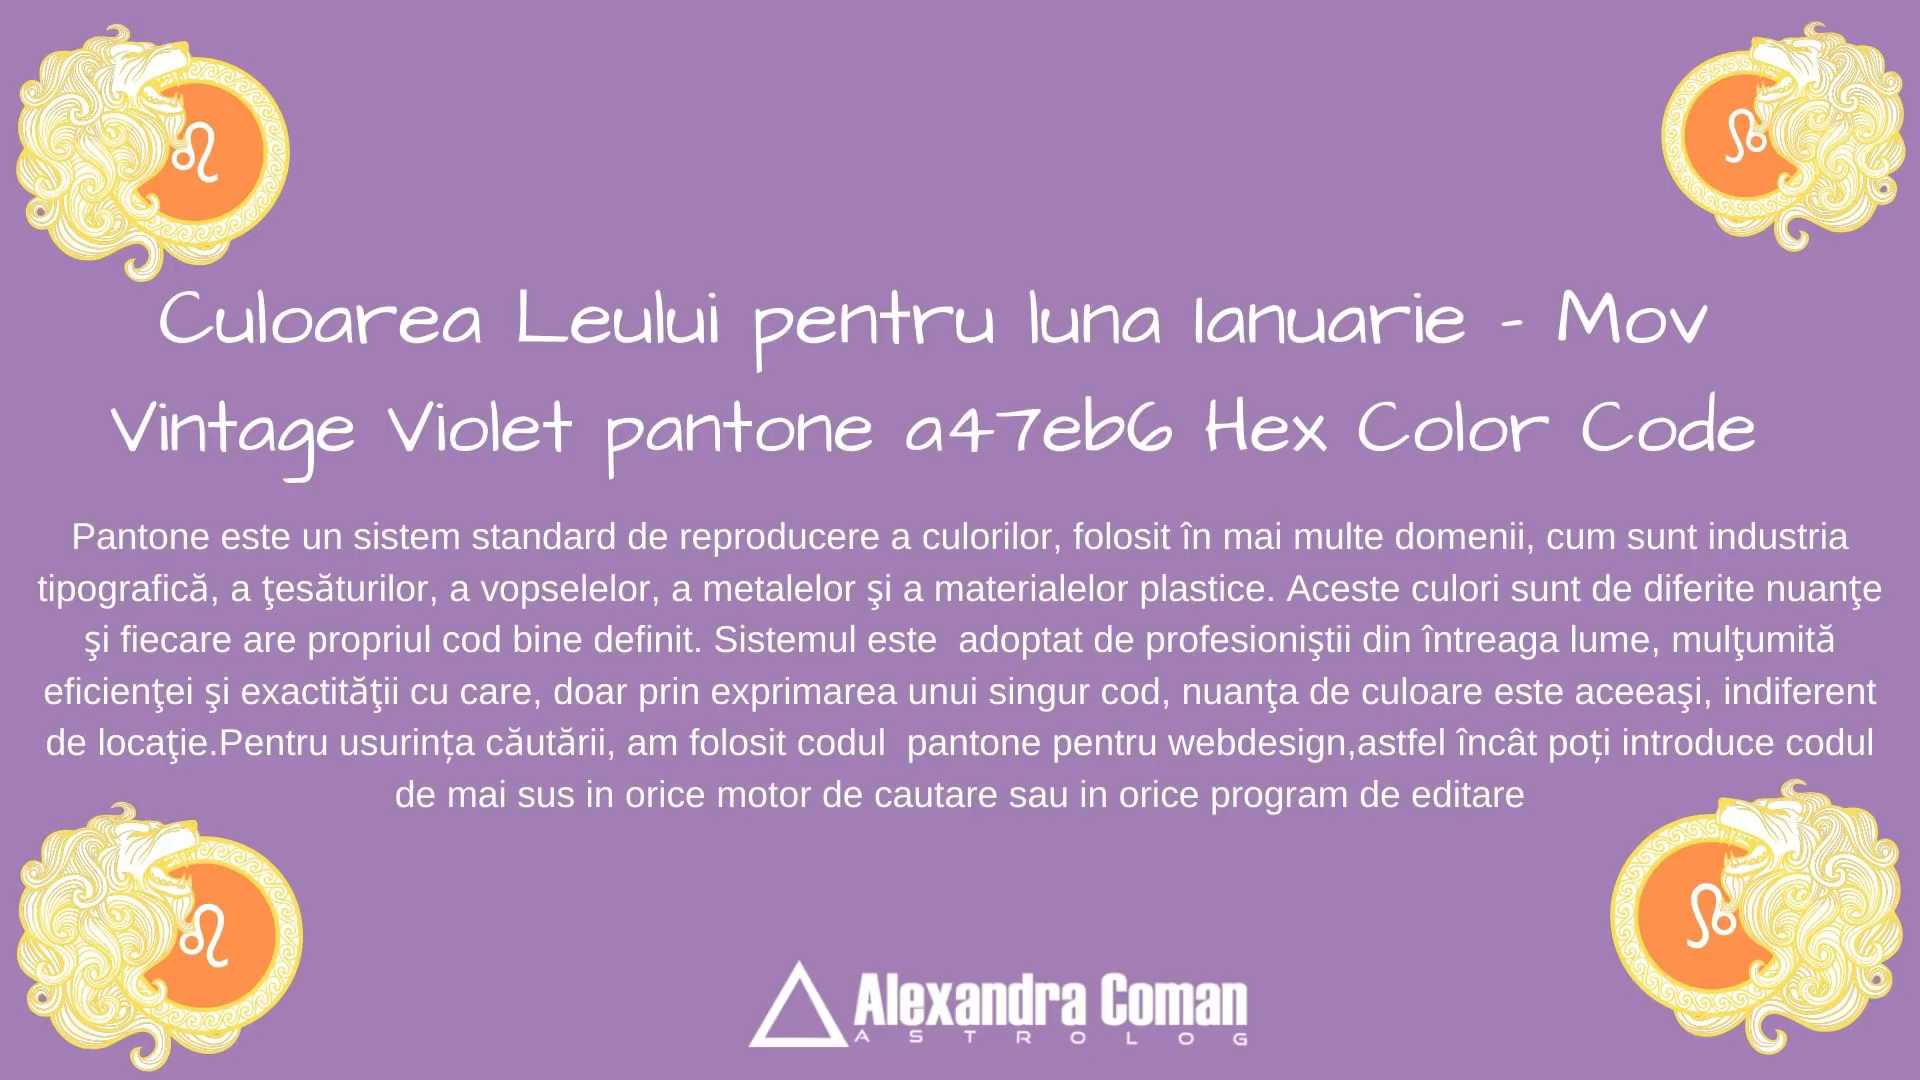 Culoarea Leului pentru luna Ianuarie - Mov
Vintage Violet pantone a47eb6 Hex Color Code
Pantone este un sistem standard de reproducere a culorilor, folosit în mai multe domenii, cum sunt industria
tipografică, a ţesăturilor, a vopselelor, a metalelor şi a materialelor plastice. Aceste culori sunt de diferite nuanţe
şi fiecare are propriul cod bine definit. Sistemul este  adoptat de profesioniştii din întreaga lume, mulţumită
eficienţei şi exactităţii cu care, doar prin exprimarea unui singur cod, nuanţa de culoare este aceeaşi, indiferent
de locaţie.Pentru usurința căutării, am folosit codul  pantone pentru webdesign,astfel încât poți introduce codul
de mai sus in orice motor de cautare sau in orice program de editare
Alexandra Coman
ASTROLOG